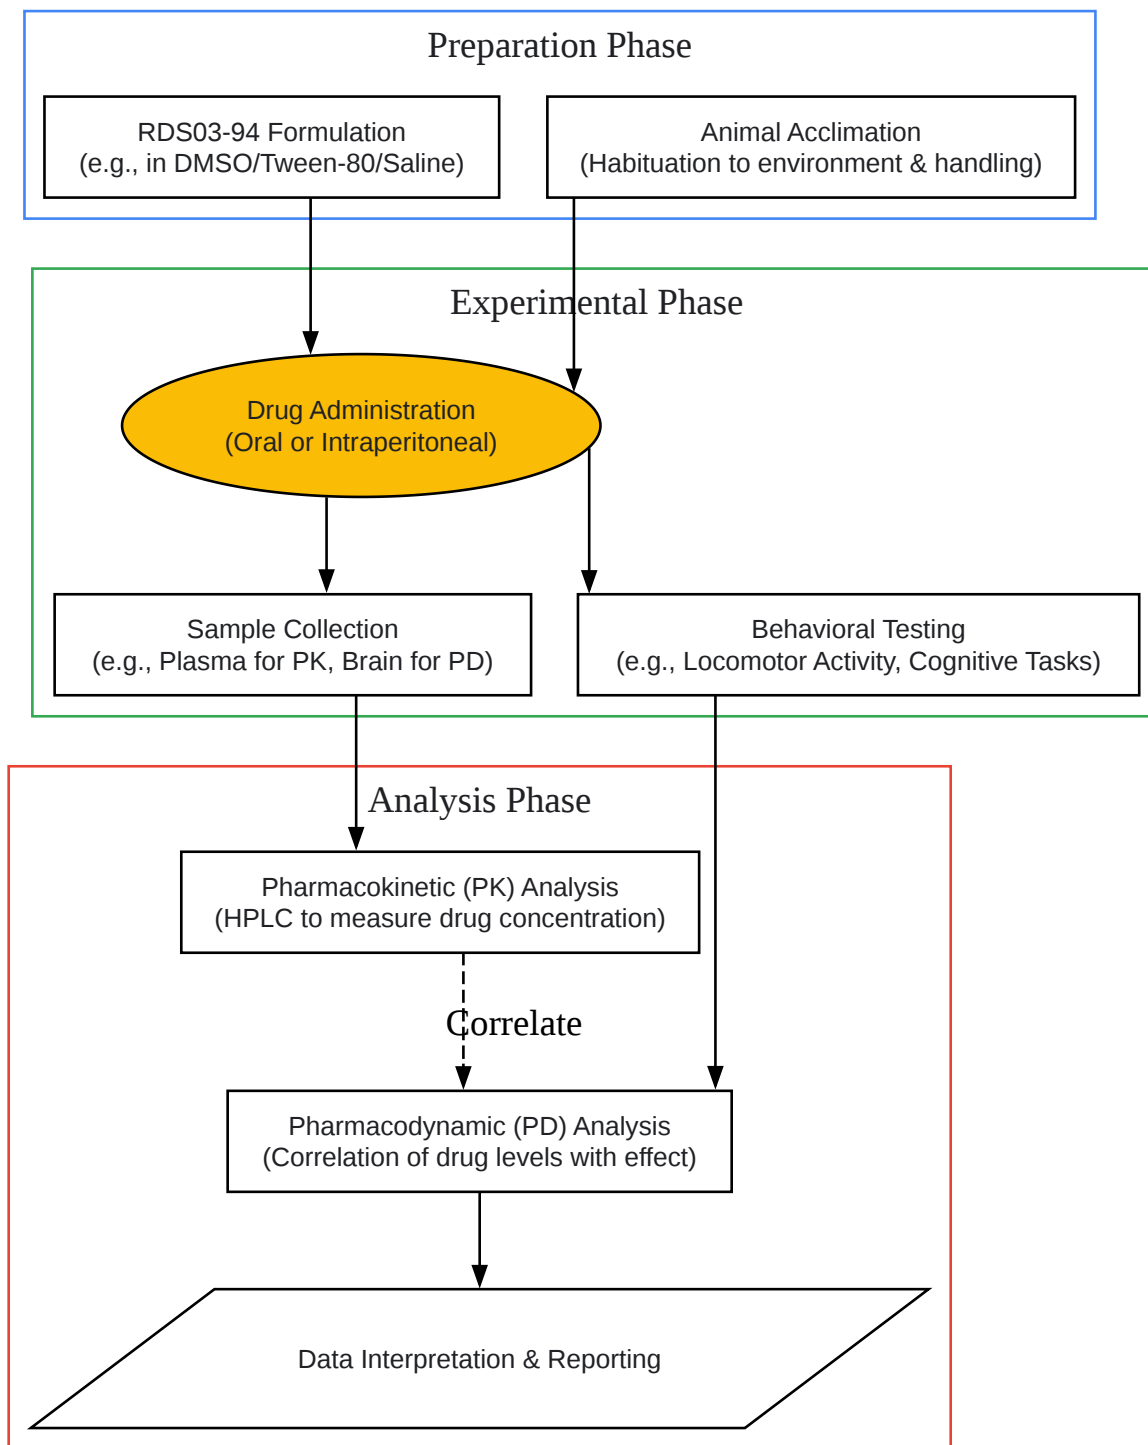 Preparation Phase
RDS03-94 Formulation
(e.g., in DMSO/Tween-80/Saline)
Animal Acclimation
(Habituation to environment & handling)
Experimental Phase
Drug Administration
(Oral or Intraperitoneal)
Sample Collection
(e.g., Plasma for PK, Brain for PD)
Behavioral Testing
(e.g., Locomotor Activity, Cognitive Tasks)
Analysis Phase
Pharmacokinetic (PK) Analysis
(HPLC to measure drug concentration)
Correlate
Pharmacodynamic (PD) Analysis
(Correlation of drug levels with effect)
Data Interpretation & Reporting